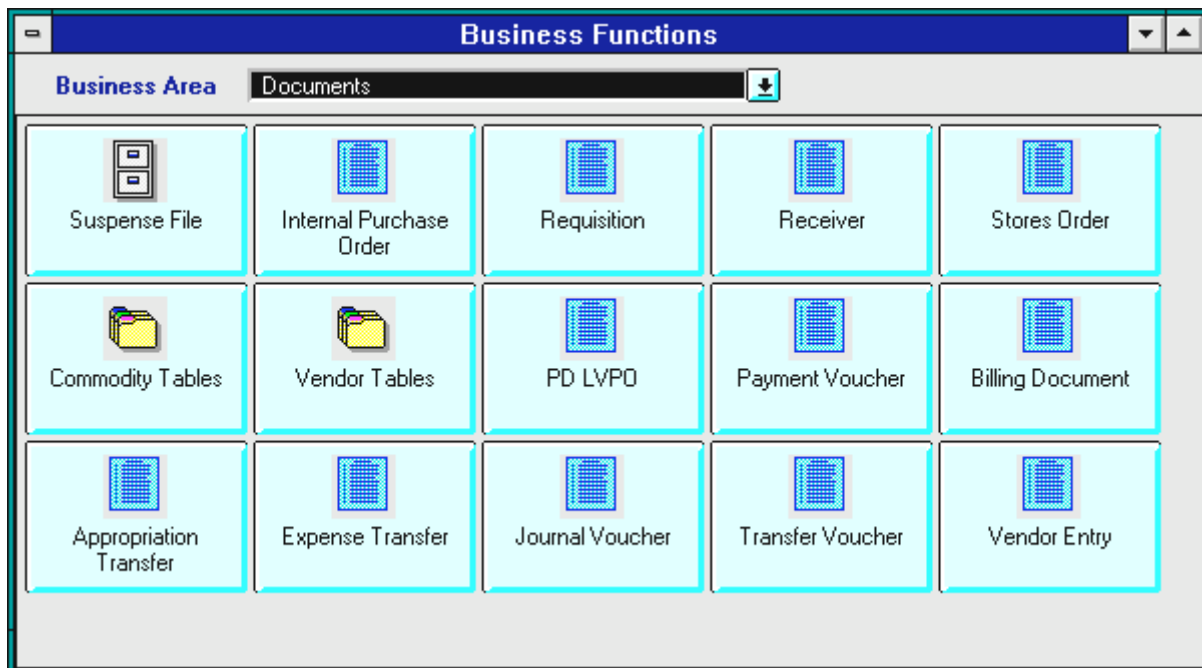 Business Functions
Business Area Documents
Suspense File
Internal Purchase
Order
Requisition
Receiver
Stores Order
Commodity Tables
Vendor Tables
PD LVPO
Payment Voucher
Billing Document
Appropriation
Transfer
Expense Transfer
Journal Voucher
Transfer Voucher
Vendor Entry